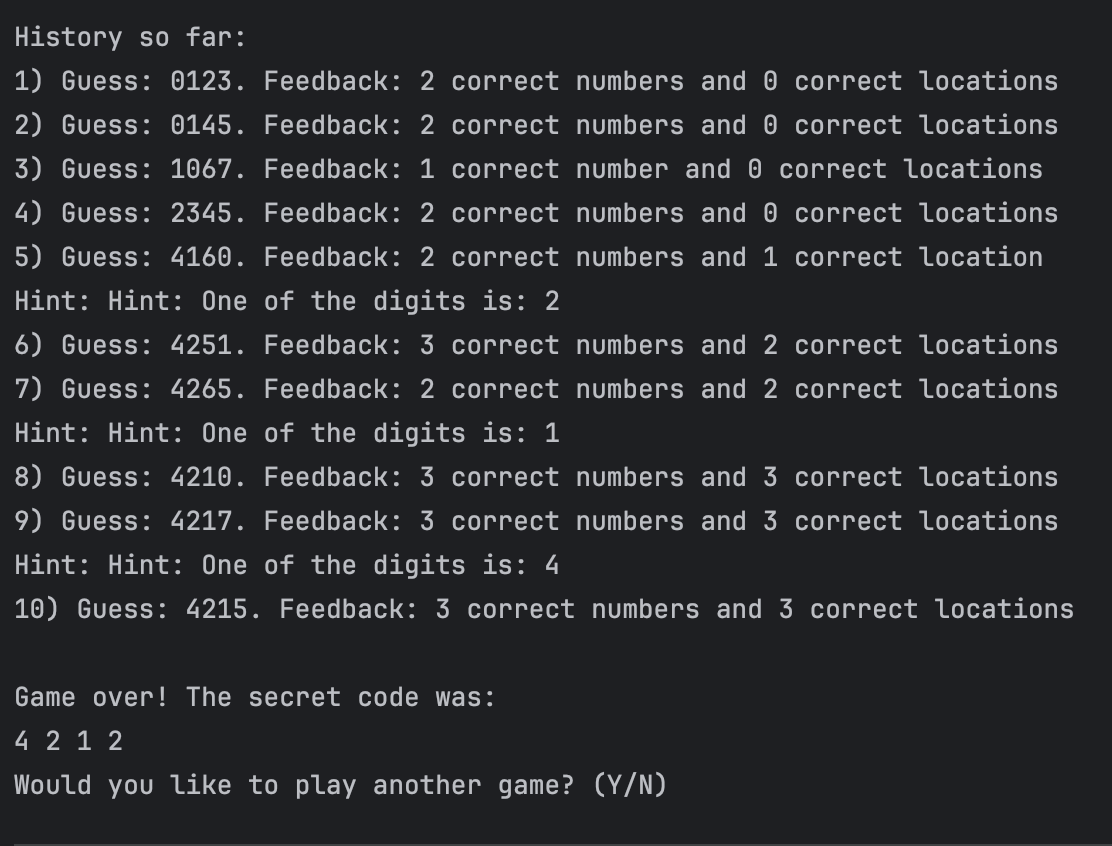 History so far:
1) Guess: 0123. Feedback: 2 correct numbers and 0 correct locations
2) Guess: 0145. Feedback: 2 correct numbers and 0 correct locations
3) Guess: 1067. Feedback: 1 correct number and 0 correct locations
4) Guess: 2345. Feedback: 2 correct numbers and 0 correct locations
5) Guess: 4160. Feedback: 2 correct numbers and 1 correct location
Hint: Hint: One of the digits is: 2
6) Guess: 4251. Feedback: 3 correct numbers and 2 correct locations
7) Guess: 4265. Feedback: 2 correct numbers and 2 correct locations
Hint: Hint: One of the digits is: 1
8) Guess: 4210. Feedback: 3 correct numbers and 3 correct locations
9) Guess: 4217. Feedback: 3 correct numbers and 3 correct locations
Hint: Hint: One of the digits is: 4
10) Guess: 4215. Feedback: 3 correct numbers and 3 correct locations
Game over! The secret code was:
4 2 1 2
Would you like to play another game? (Y/N)